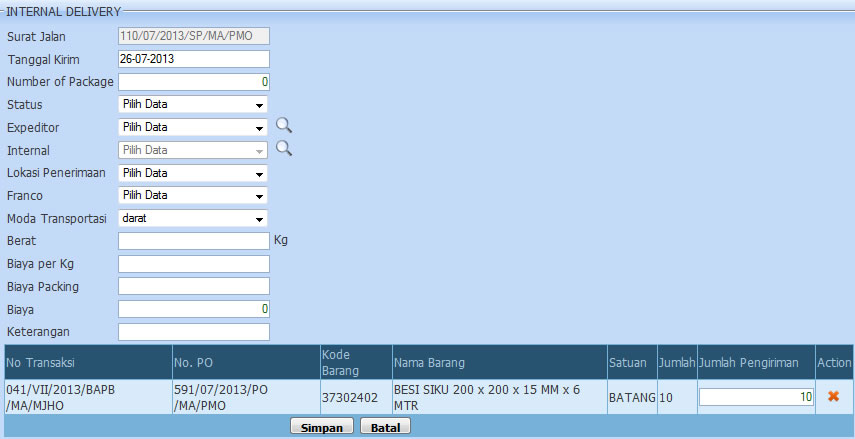 INTERNAL DELIVERY
Surat Jalan 110/07/2013/SP/MA/PMO
Tanggal Kirim 26-07-2013
Number of Package 0
Status Pilih Data
Expeditor Pilih Data
Internal Pilih Data
Lokasi Penerimaan Pilih Data
Franco Pilih Data
Moda Transportasi darat
Berat Kg
Biaya per Kg
Biaya Packing
Biaya 0
Keterangan
No Transaksi No. PO Kode Barang Nama Barang Satuan Jumlah Jumlah Pengiriman Action
041/VII/2013/BAPB /MA/MJHO 591/07/2013/PO /MA/PMO 37302402 BESI SIKU 200 x 200 x 15 MM x 6 MTR BATANG 10 10
Simpan Batal